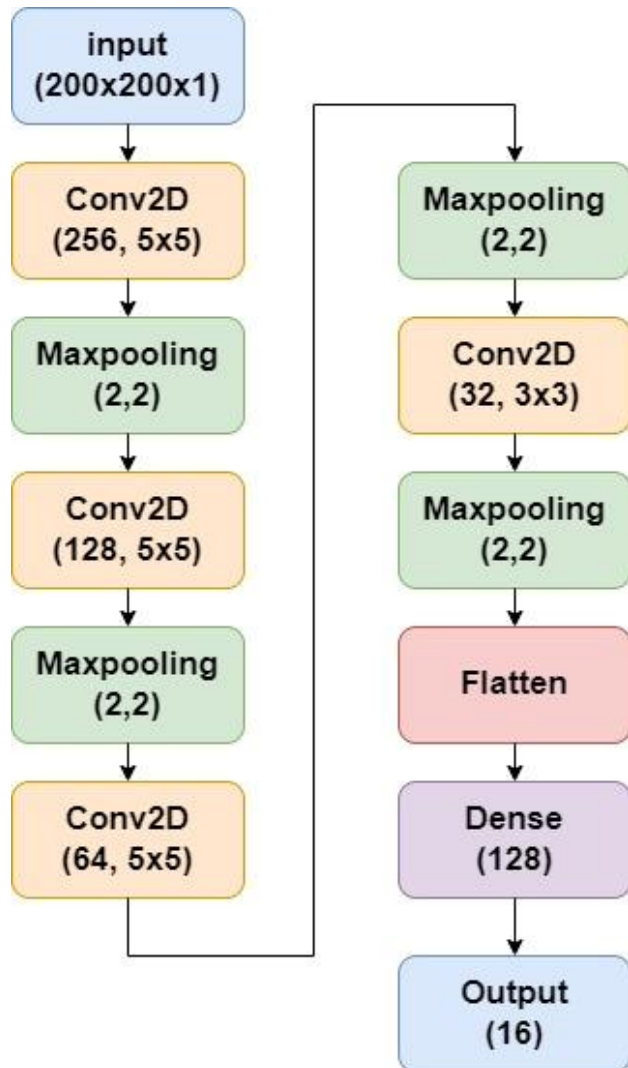 input
(200x200x1)
Conv2D
(256, 5x5)
Maxpooling
(2,2)
Conv2D
(128, 5x5)
Maxpooling
(2,2)
Conv2D
(64, 5x5)
Maxpooling
(2,2)
Conv2D
(32, 3x3)
Maxpooling
(2,2)
Flatten
Dense
(128)
Output
(16)